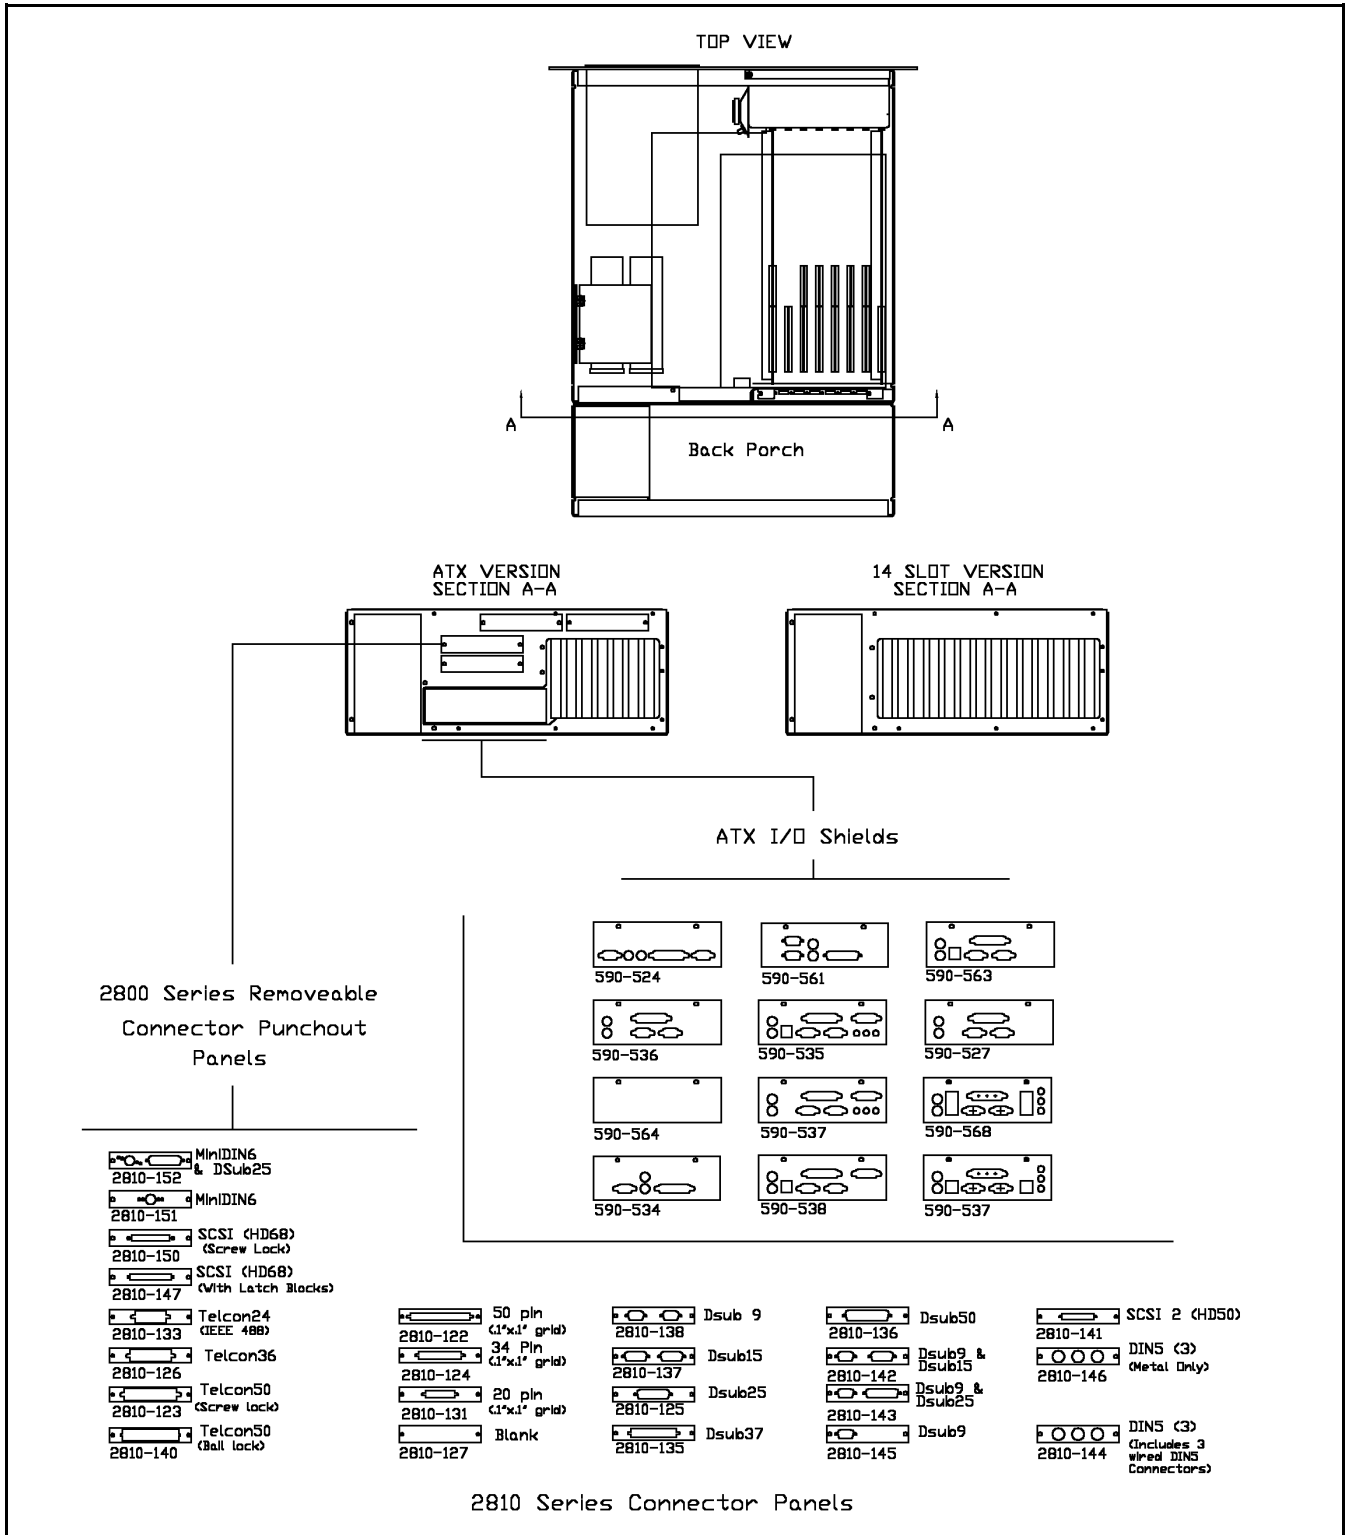 TOP VIEW
A
A
Back Porch
ATX VERSION
SECTION A-A
14 SLOT VERSION
SECTION A-A
ATX I/O Shields
590-524
590-561
590-563
590-536
590-535
590-527
590-564
590-537
590-568
590-534
590-538
590-537
2800 Series Removeable
Connector Punchout
Panels
MiniDIN6
& DSub25
2810-152
MiniDIN6
2810-151
SCSI (HD68)
(Screw Lock)
2810-150
SCSI (HD68)
(With Latch Blocks)
2810-147
Telcon24
(IEEE 488)
2810-133
Telcon36
2810-126
Telcon50
(Screw lock)
2810-123
Telcon50
(Bail lock)
2810-140
50 pin
(.1"x.1" grid)
2810-122
34 Pin
(.1"x.1" grid)
2810-124
20 pin
(.1"x.1" grid)
2810-131
Blank
2810-127
Dsub 9
2810-138
Dsub15
2810-137
Dsub25
2810-125
Dsub37
2810-135
Dsub50
2810-136
Dsub9 &
Dsub15
2810-142
Dsub9 &
Dsub25
2810-143
Dsub9
2810-145
SCSI 2 (HD50)
2810-141
DIN5 (3)
(Metal Only)
2810-146
DIN5 (3)
(Includes 3
wired DIN5
Connectors)
2810-144
2810 Series Connector Panels